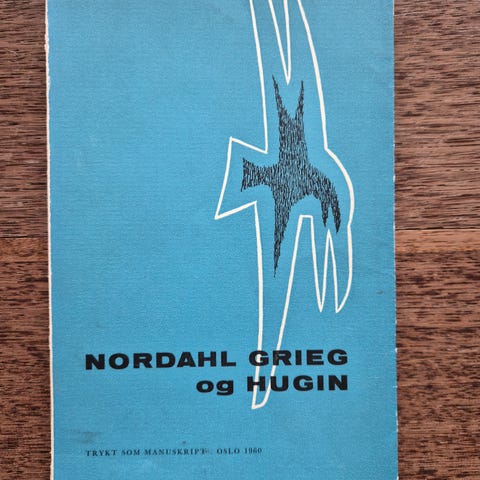 NORDAHL GRIEG
og HUGIN
TRYKT SOM MANUSKRIPT · OSLO 1960